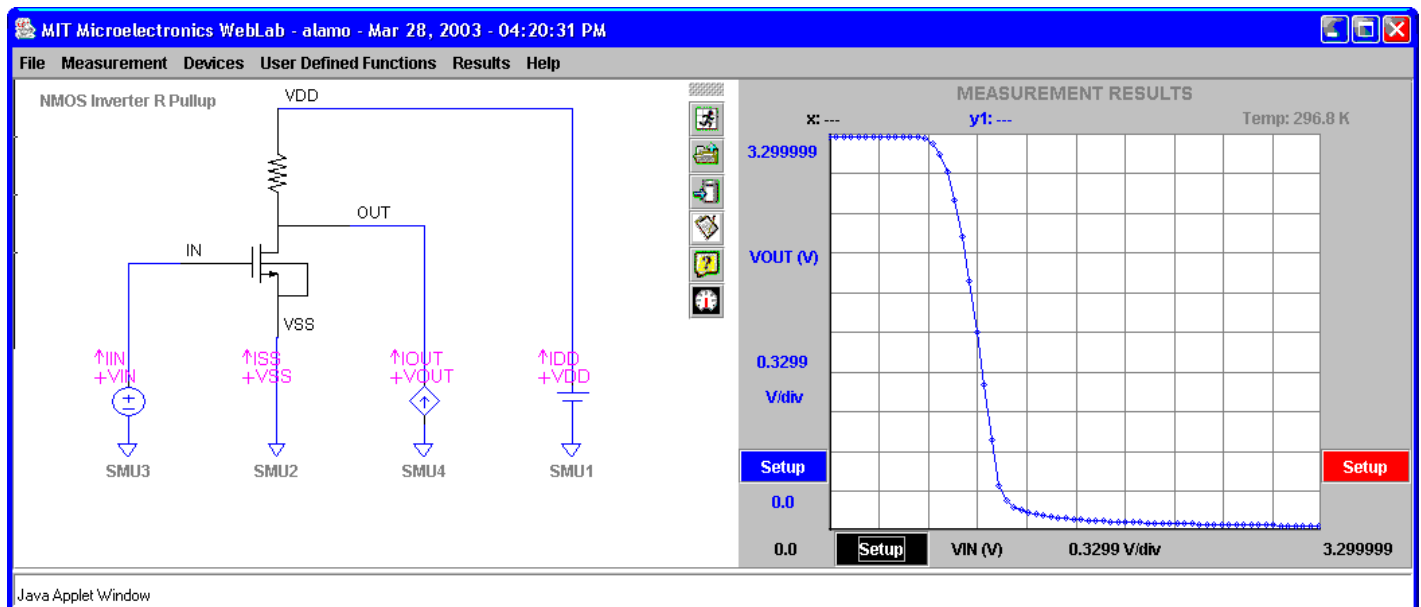 MIT Microelectronics WebLab - alamo - Mar 28, 2003 - 04:20:31 PM
File Measurement Devices User Defined Functions Results Help
NMOS Inverter R Pullup
VDD
OUT
IN
VSS
↑IIN
+VIN
↑ISS
+VSS
↑IOUT
+VOUT
↑IDD
+VDD
SMU3
SMU2
SMU4
SMU1
MEASUREMENT RESULTS
x: ---
y1: ---
Temp: 296.8 K
3.299999
VOUT (V)
0.3299
V/div
Setup
0.0
Setup
0.0
Setup
VIN (V)
0.3299 V/div
3.299999
Java Applet Window